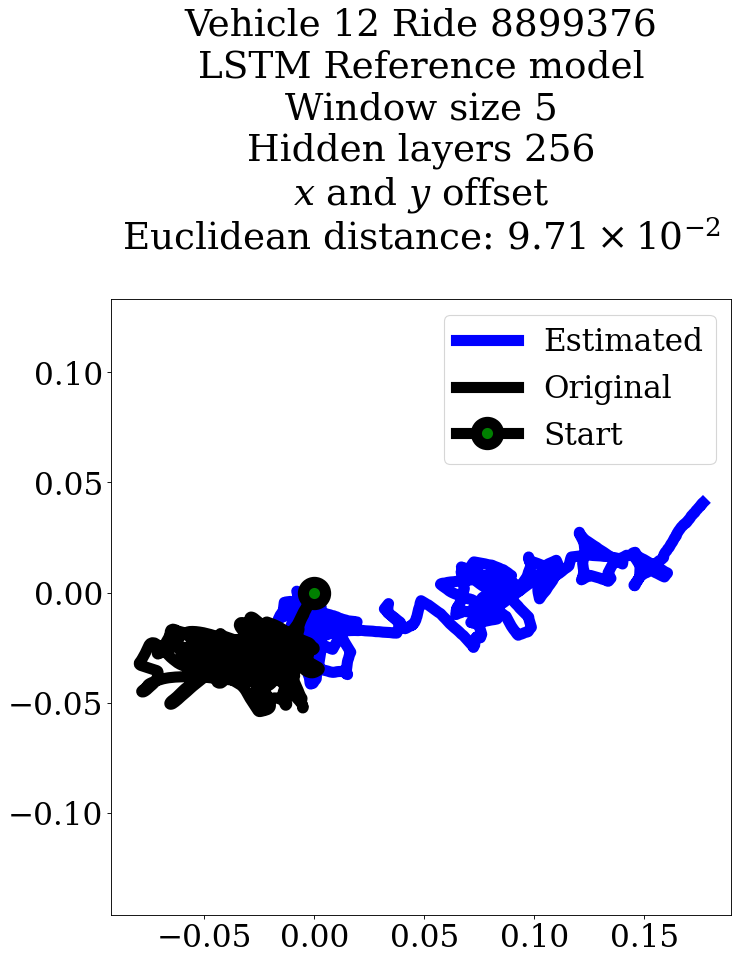 Vehicle 12 Ride 8899376
LSTM Reference model
Window size 5
Hidden layers 256
x and y offset
Euclidean distance: 9.71 × 10⁻²
Estimated
Original
Start
0.10
0.05
0.00
−0.05
−0.10
−0.05 0.00 0.05 0.10 0.15